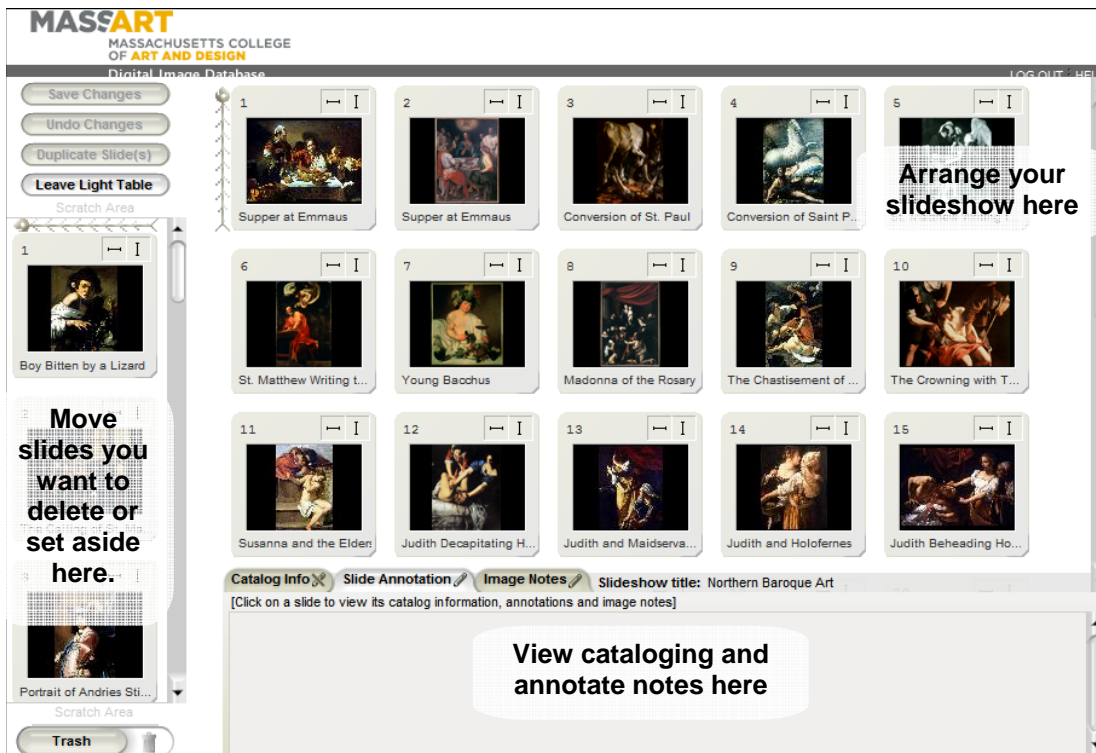 MASSART
MASSACHUSETTS COLLEGE
OF ART AND DESIGN
Digital Image Database
LOG OUT HEL
Save Changes
Undo Changes
Duplicate Slide(s)
Leave Light Table
Scratch Area
1
Boy Bitten by a Lizard
2
Move
slides you
want to
delete or
set aside
here.
3
Portrait of Andries Sti...
Scratch Area
Trash
1
Supper at Emmaus
2
Supper at Emmaus
3
Conversion of St. Paul
4
Conversion of Saint P...
5
Arrange your
slideshow here
6
St. Matthew Writing t...
7
Young Bacchus
8
Madonna of the Rosary
9
The Chastisement of ...
10
The Crowning with T...
11
Susanna and the Elders
12
Judith Decapitating H...
13
Judith and Maidserva...
14
Judith and Holofernes
15
Judith Beheading Ho...
Catalog Info Slide Annotation Image Notes Slideshow title: Northern Baroque Art
[Click on a slide to view its catalog information, annotations and image notes]
View cataloging and
annotate notes here